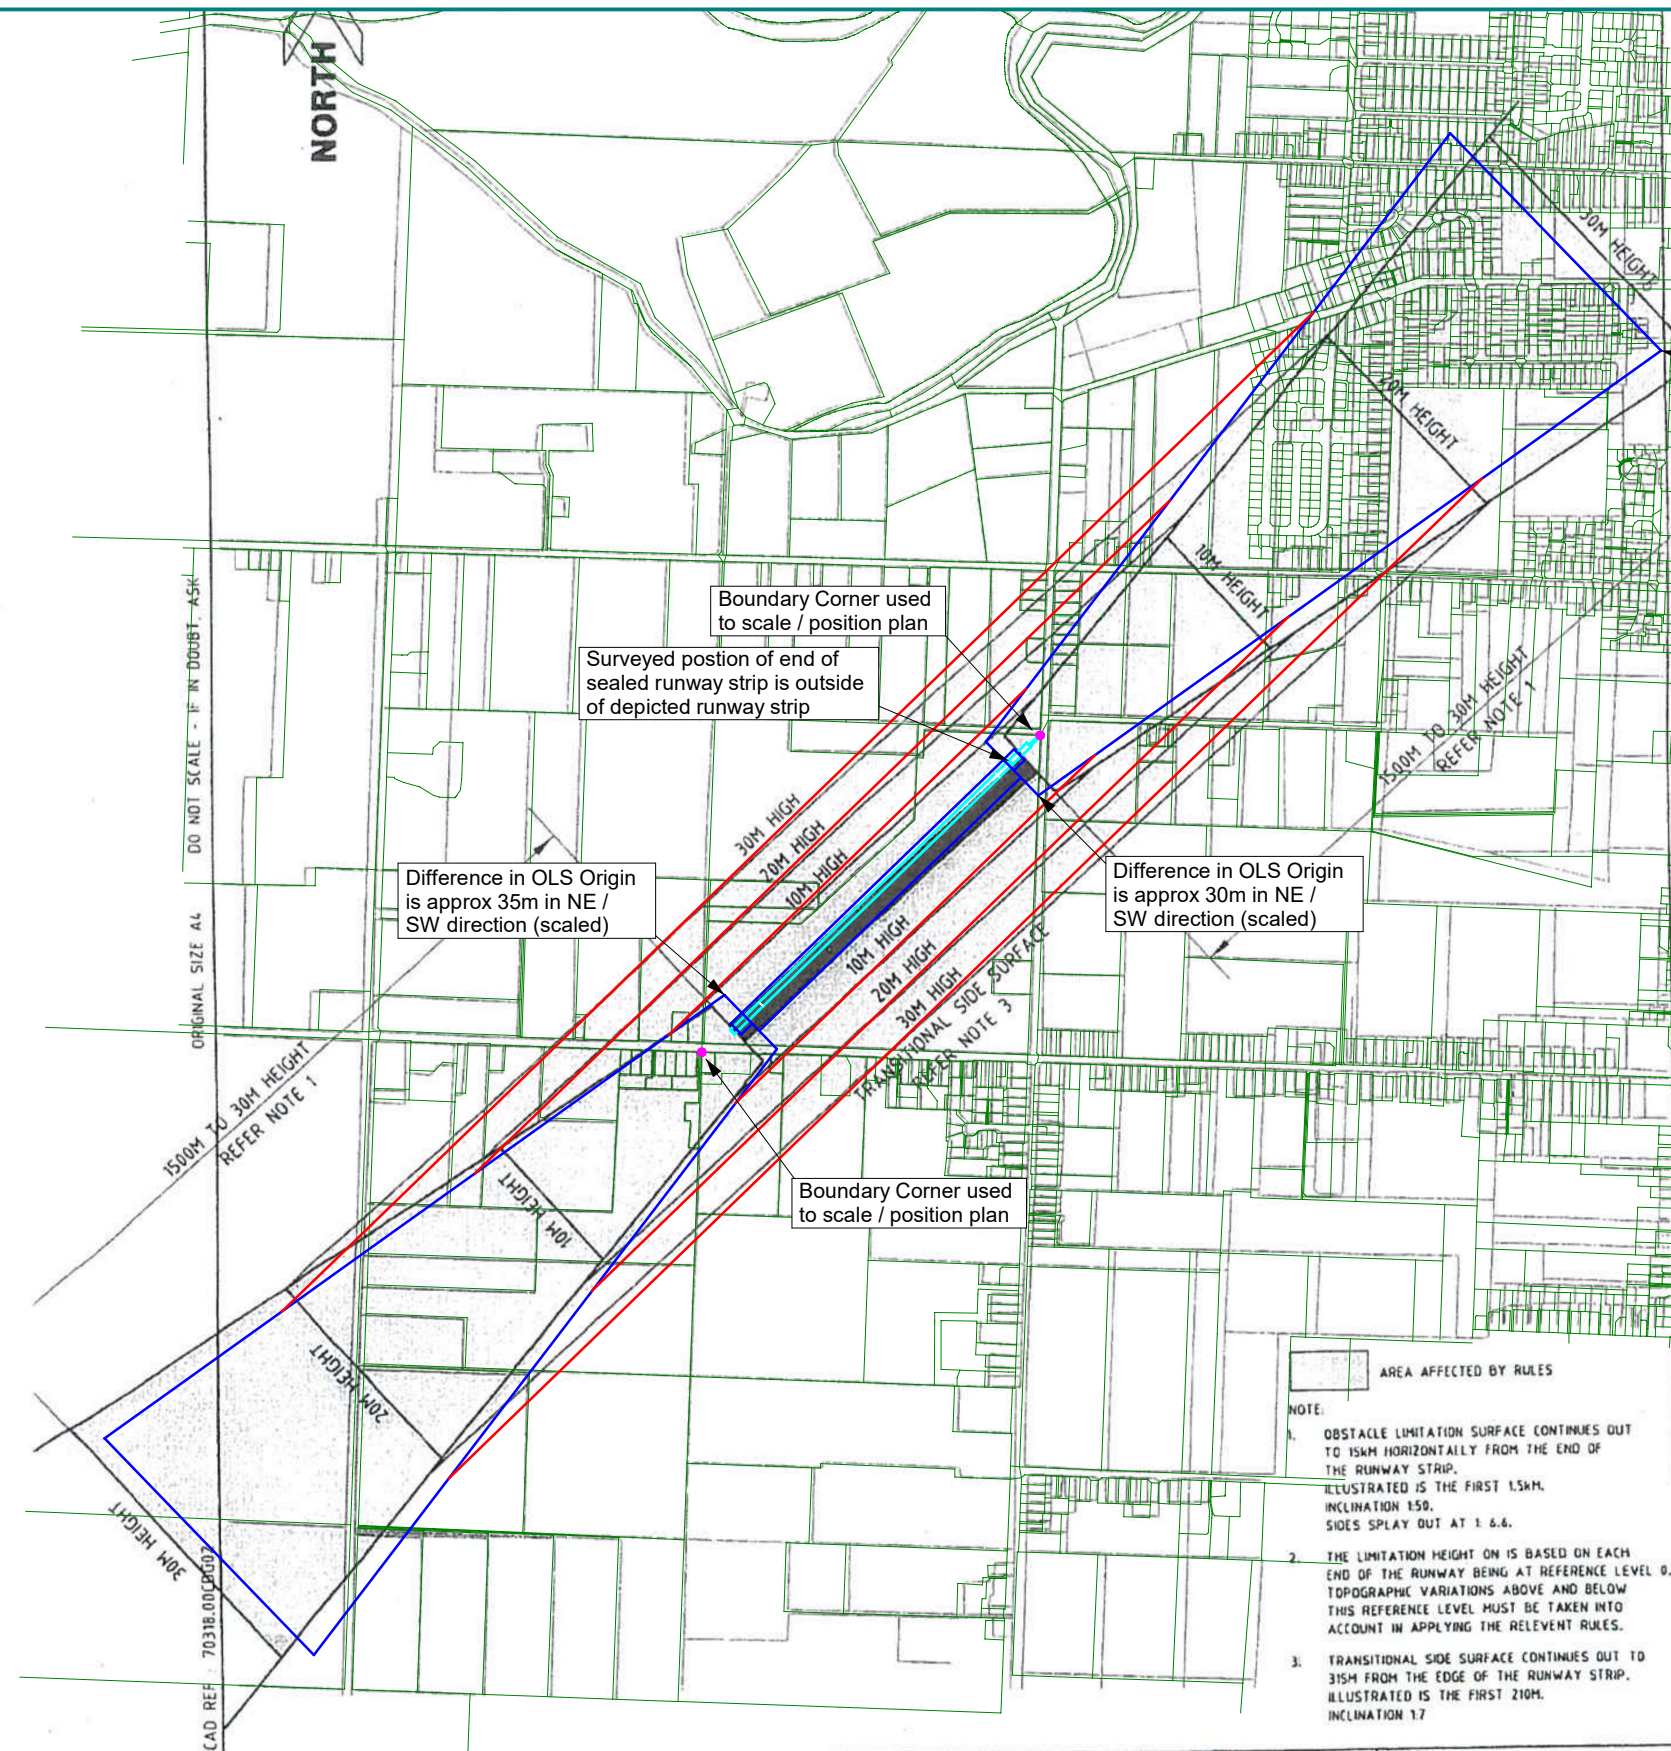 NORTH
30M HEIGHT
20M HEIGHT
10M HEIGHT
1500M TO 30M HEIGHT
REFER NOTE 1
DO NOT SCALE - IF IN DOUBT, ASK
ORIGINAL SIZE A4
Boundary Corner used
to scale / position plan
Surveyed postion of end of
sealed runway strip is outside
of depicted runway strip
30M HIGH
20M HIGH
10M HIGH
Difference in OLS Origin
is approx 35m in NE /
SW direction (scaled)
Difference in OLS Origin
is approx 30m in NE /
SW direction (scaled)
10M HIGH
20M HIGH
30M HIGH
TRANSITIONAL SIDE SURFACE
REFER NOTE 3
1500M TO 30M HEIGHT
REFER NOTE 1
Boundary Corner used
to scale / position plan
10M HEIGHT
20M HEIGHT
30M HEIGHT
CAD REF : 70318.00CDG02
AREA AFFECTED BY RULES
NOTE:
1. OBSTACLE LIMITATION SURFACE CONTINUES OUT
TO 15KM HORIZONTALLY FROM THE END OF
THE RUNWAY STRIP.
ILLUSTRATED IS THE FIRST 1.5KM.
INCLINATION 1:50.
SIDES SPLAY OUT AT 1: 6.6.
2. THE LIMITATION HEIGHT ON IS BASED ON EACH
END OF THE RUNWAY BEING AT REFERENCE LEVEL 0.
TOPOGRAPHIC VARIATIONS ABOVE AND BELOW
THIS REFERENCE LEVEL MUST BE TAKEN INTO
ACCOUNT IN APPLYING THE RELEVENT RULES.
3. TRANSITIONAL SIDE SURFACE CONTINUES OUT TO
315M FROM THE EDGE OF THE RUNWAY STRIP.
ILLUSTRATED IS THE FIRST 210M.
INCLINATION 1:7